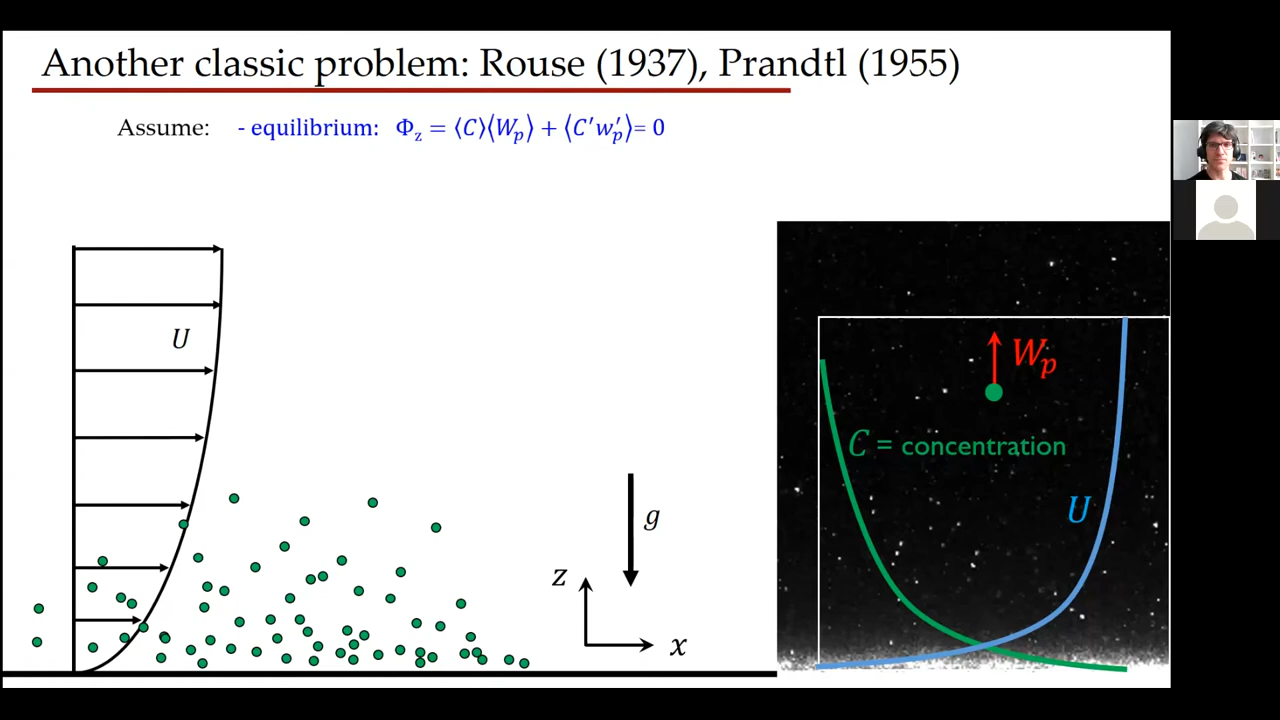 Another classic problem: Rouse (1937), Prandtl (1955)
Assume: - equilibrium: Φz = ⟨C⟩⟨Wp⟩ + ⟨C′w′p⟩= 0
U
g
z
x
Wp
C = concentration
U